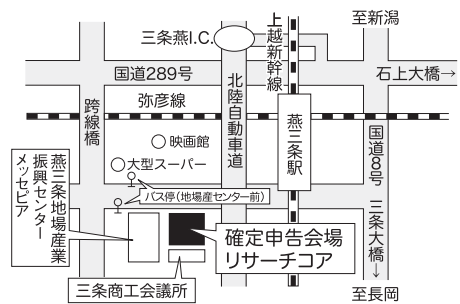 至新潟
三条燕I.C.
上越新幹線
国道289号
北陸自動車道
石上大橋→
跨線橋
弥彦線
燕三条駅
国道8号
映画館
大型スーパー
バス停(地場産センター前)
燕三条地場産業
振興センター
メッセピア
三条大橋→
確定申告会場
リサーチコア
三条商工会議所
至長岡